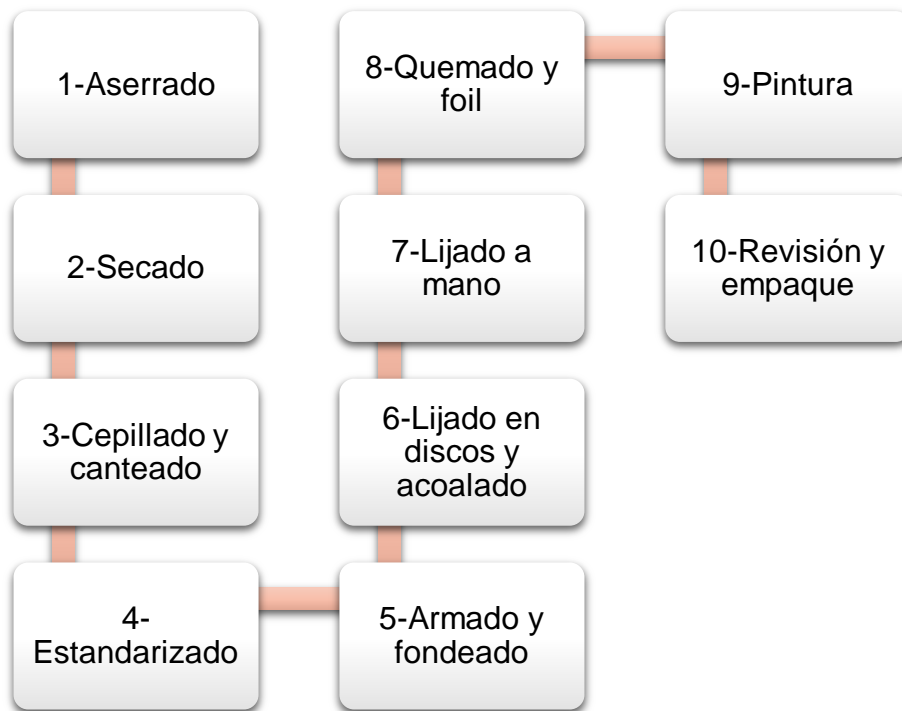 1-Aserrado
2-Secado
3-Cepillado y
canteado
4-
Estandarizado
5-Armado y
fondeado
6-Lijado en
discos y
acoalado
7-Lijado a
mano
8-Quemado y
foil
9-Pintura
10-Revisión y
empaque